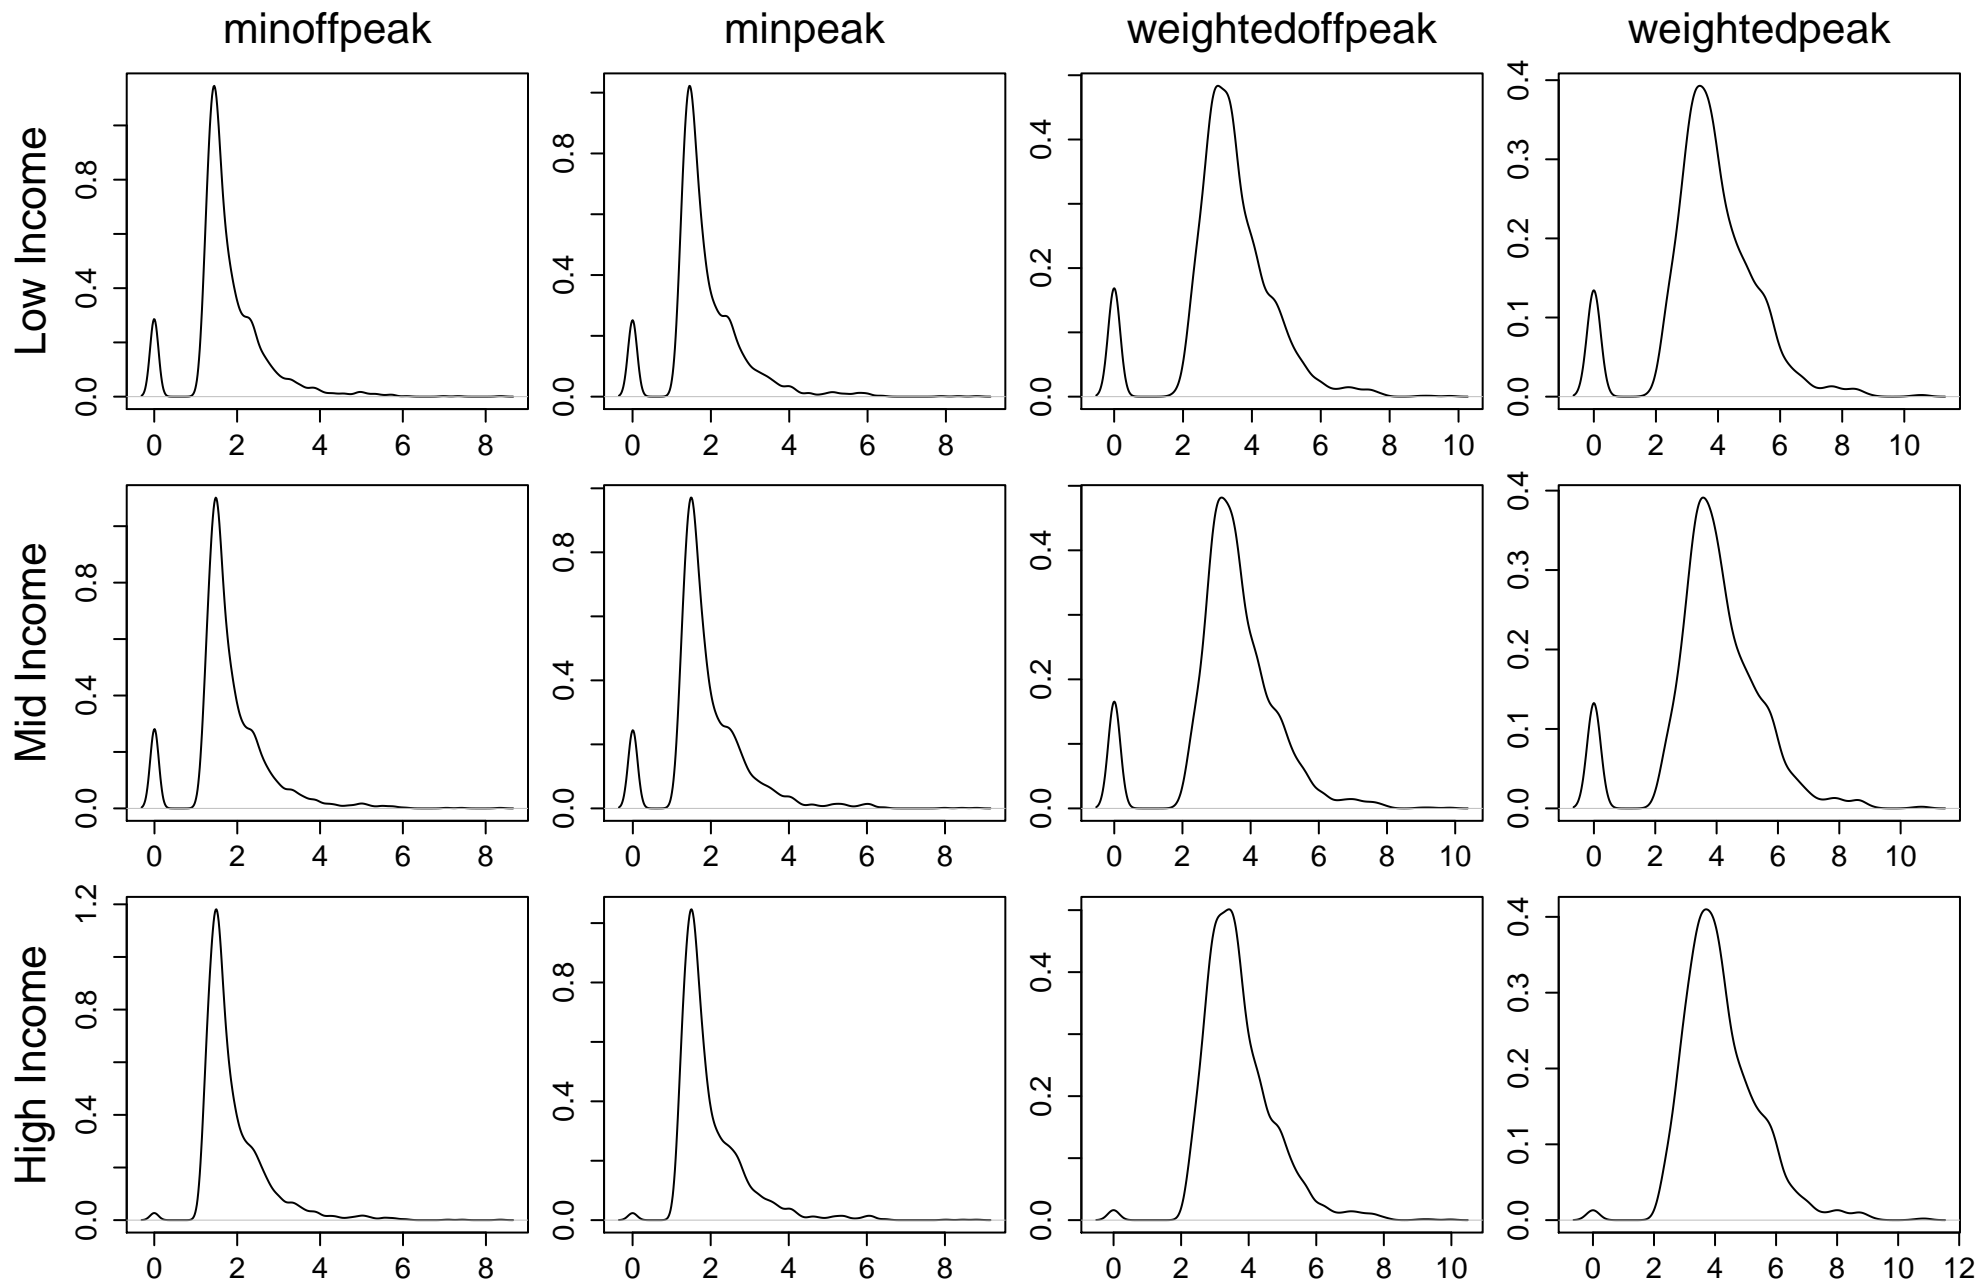 minoffpeak minpeak weightedoffpeak weightedpeak
Low Income
0.0 0.4 0.8
0 2 4 6 8
0.0 0.4 0.8
0 2 4 6 8
0.0 0.2 0.4
0 2 4 6 8 10
0.0 0.1 0.2 0.3 0.4
0 2 4 6 8 10
Mid Income
0.0 0.4 0.8
0 2 4 6 8
0.0 0.4 0.8
0 2 4 6 8
0.0 0.2 0.4
0 2 4 6 8 10
0.0 0.1 0.2 0.3 0.4
0 2 4 6 8 10
High Income
0.0 0.4 0.8 1.2
0 2 4 6 8
0.0 0.4 0.8
0 2 4 6 8
0.0 0.2 0.4
0 2 4 6 8 10
0.0 0.1 0.2 0.3 0.4
0 2 4 6 8 10 12